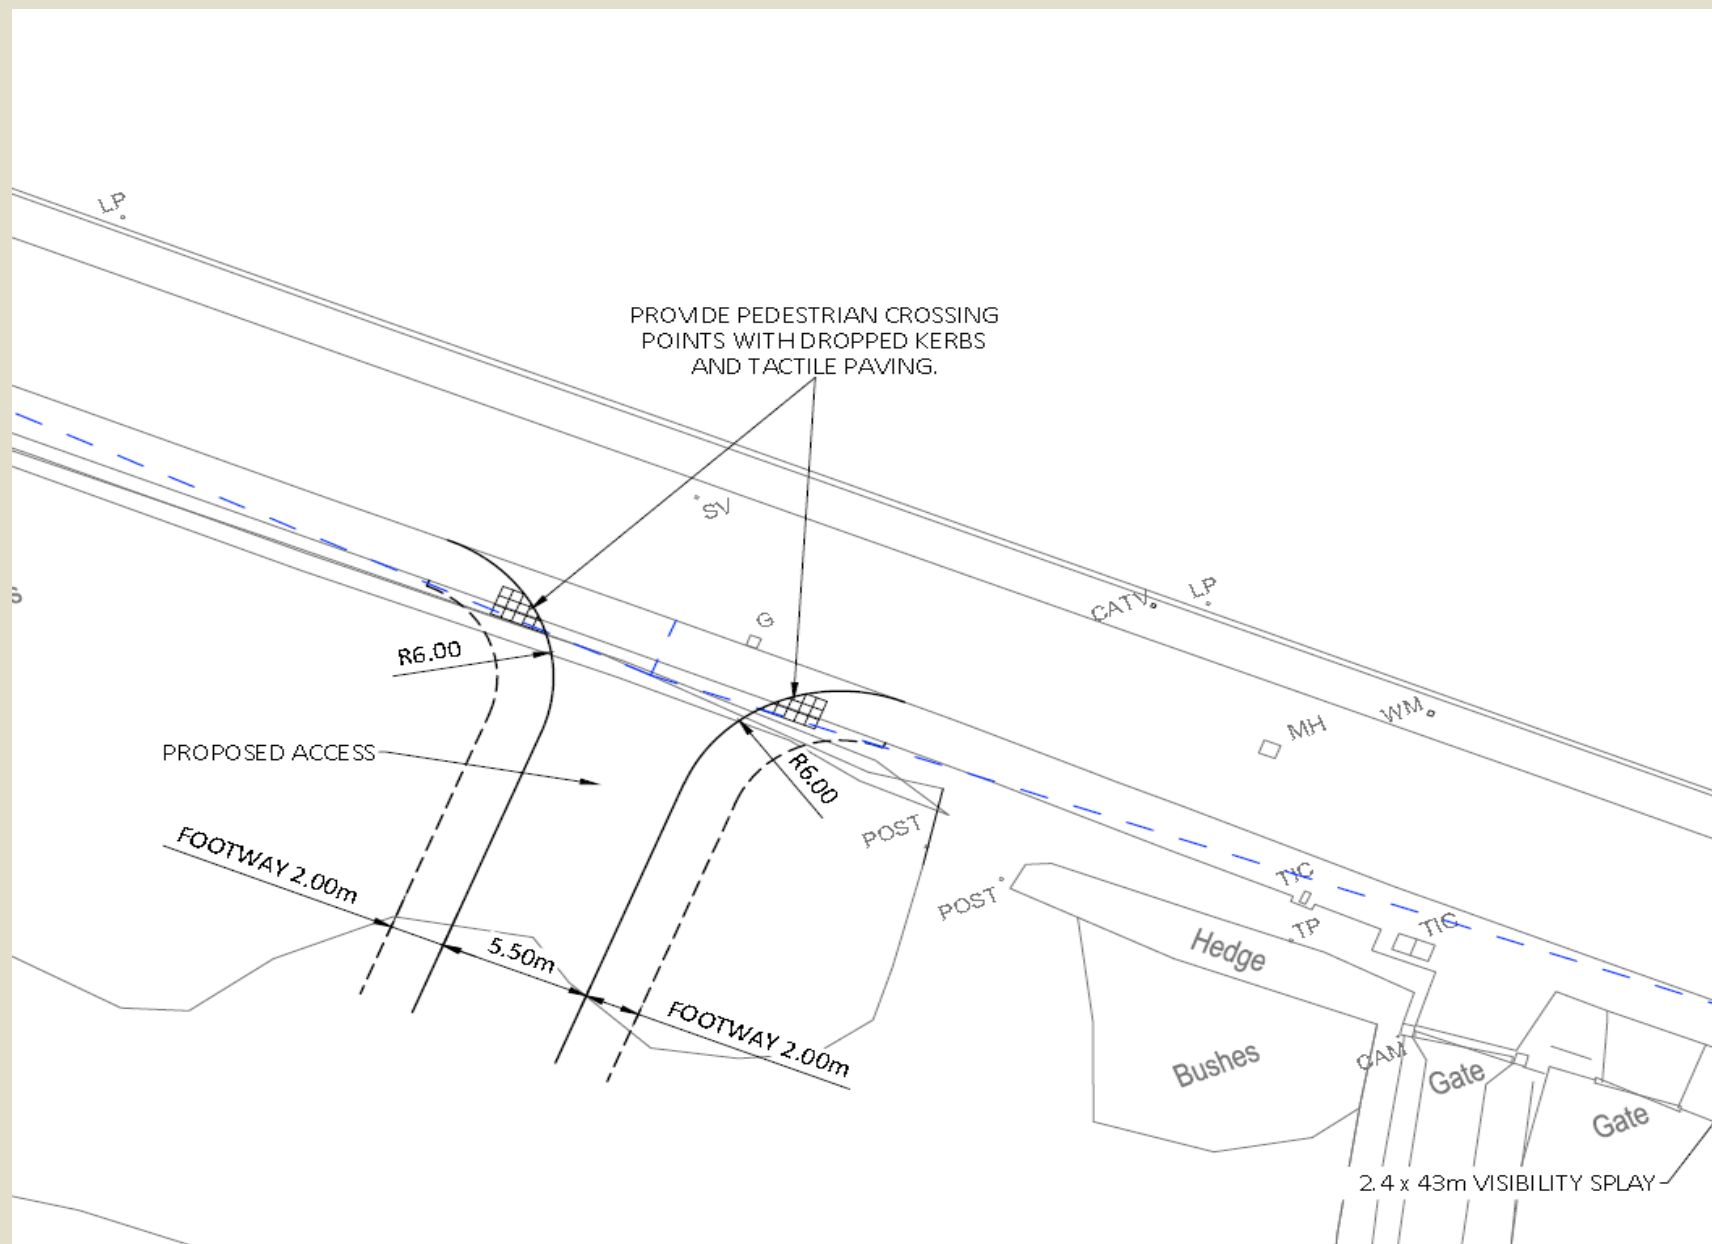 LP
PROVIDE PEDESTRIAN CROSSING
POINTS WITH DROPPED KERBS
AND TACTILE PAVING.
SV
CATV
LP
G
R6.00
WM
MH
PROPOSED ACCESS
R6.00
POST
FOOTWAY 2.00m
TIC
POST
TIC
TP
Hedge
5.50m
FOOTWAY 2.00m
Bushes
CAM
Gate
Gate
2.4 x 43m VISIBILITY SPLAY